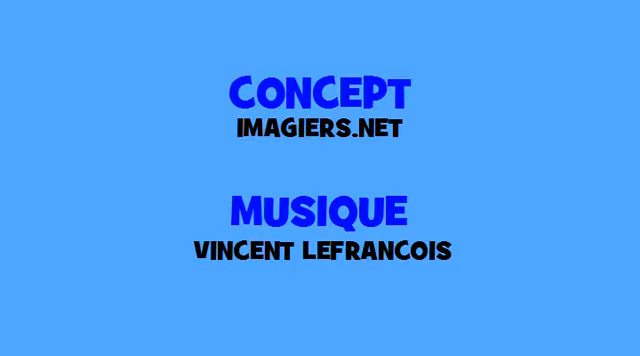 CONCEPT
IMAGIERS.NET
MUSIQUE
VINCENT LEFRANCOIS